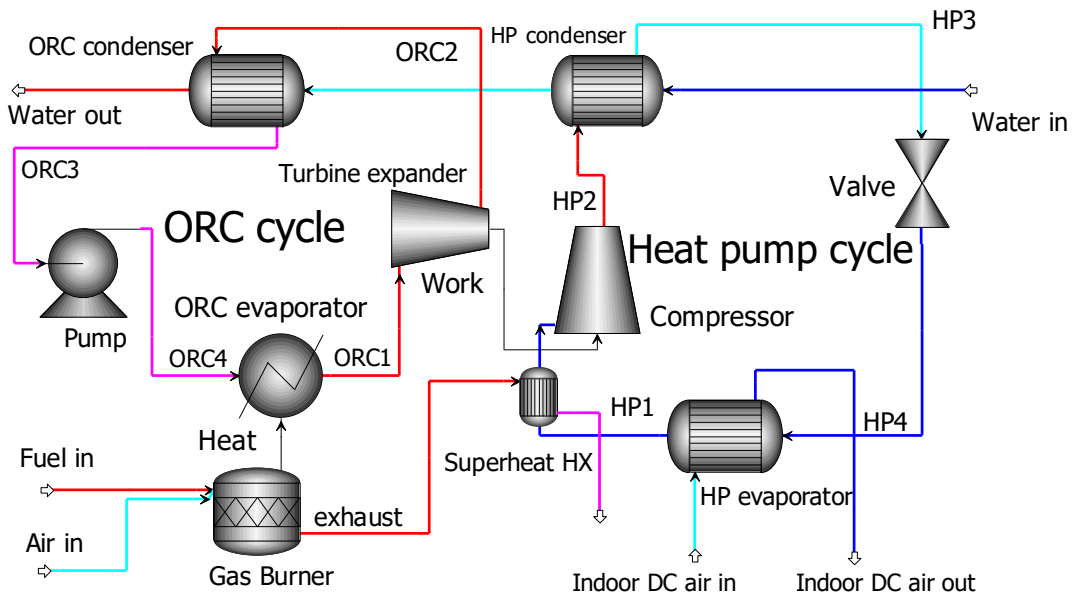 HP3
ORC condenser
ORC2
HP condenser
Water out
Water in
ORC3
Turbine expander
Valve
HP2
ORC cycle
Heat pump cycle
Work
ORC evaporator
Compressor
Pump
ORC4
ORC1
HP1
HP4
Heat
Superheat HX
Fuel in
HP evaporator
exhaust
Air in
Gas Burner
Indoor DC air in
Indoor DC air out